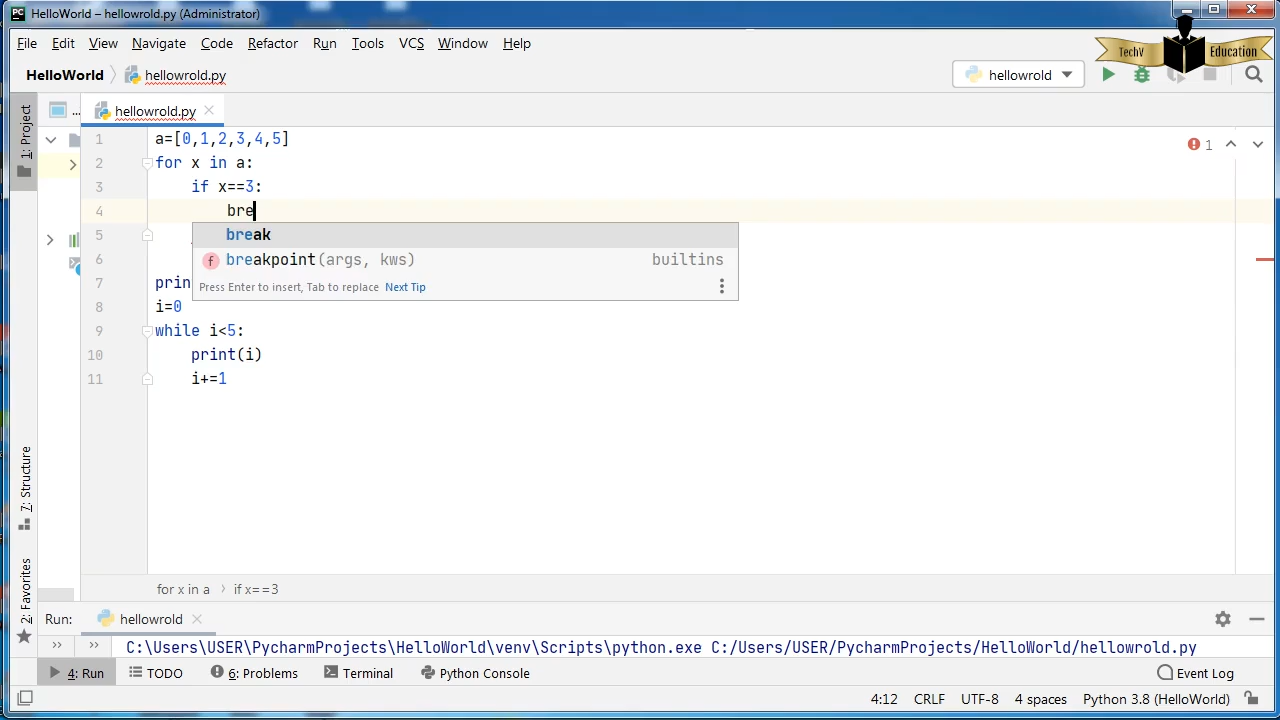 HelloWorld – hellowrold.py (Administrator)
File Edit View Navigate Code Refactor Run Tools VCS Window Help
TechV Education
HelloWorld hellowrold.py hellowrold
1: Project ... hellowrold.py
1 a=[0,1,2,3,4,5]
1
2 for x in a:
3 if x==3:
4 bre
5 break
6 breakpoint(args, kws) builtins
7 prin Press Enter to insert, Tab to replace Next Tip
8 i=0
9 while i<5:
10 print(i)
11 i+=1
7: Structure
2: Favorites
for x in a if x==3
Run: hellowrold
C:\Users\USER\PycharmProjects\HelloWorld\venv\Scripts\python.exe C:/Users/USER/PycharmProjects/HelloWorld/hellowrold.py
4: Run TODO 6: Problems Terminal Python Console Event Log
4:12 CRLF UTF-8 4 spaces Python 3.8 (HelloWorld)